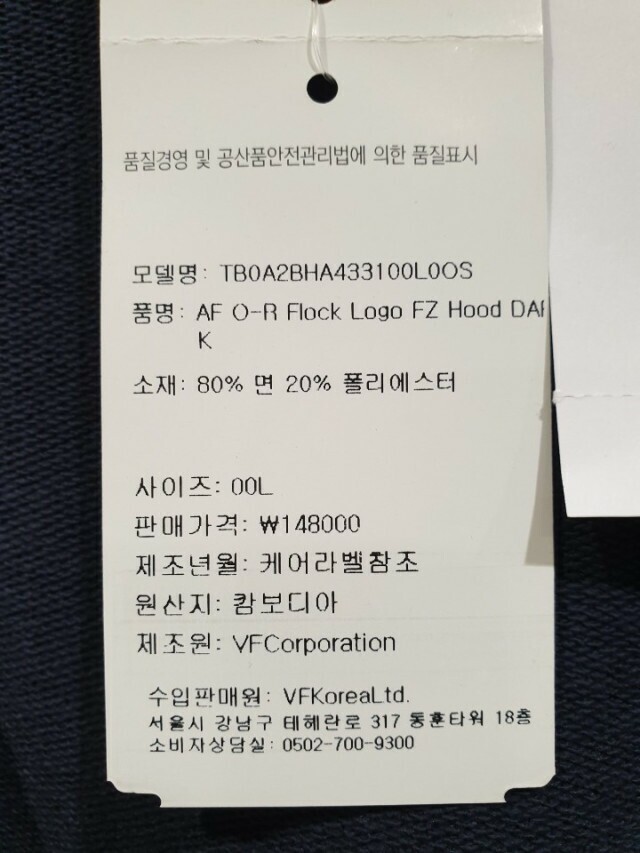 품질경영 및 공산품안전관리법에 의한 품질표시
모델명: TB0A2BHA433100L0OS
품명: AF O-R Flock Logo FZ Hood DAR
K
소재: 80% 면 20% 폴리에스터
사이즈: 00L
판매가격: ₩148000
제조년월: 케어라벨참조
원산지: 캄보디아
제조원: VFCorporation
수입판매원: VFKoreaLtd.
서울시 강남구 테헤란로 317 동훈타워 18층
소비자상담실: 0502-700-9300